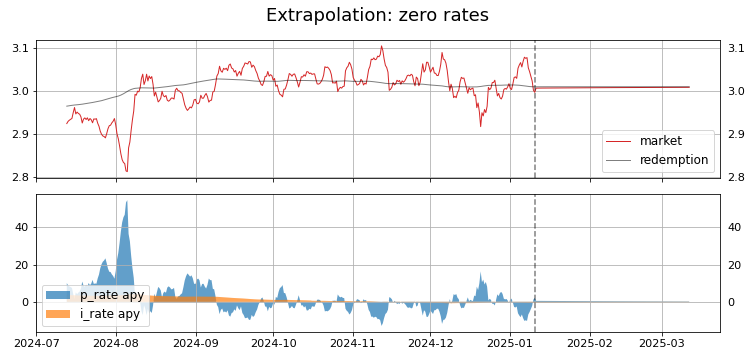 Extrapolation: zero rates
3.1
3.1
3.0
3.0
2.9
2.9
2.8
2.8
market
redemption
40
40
20
20
0
0
p_rate apy
i_rate apy
2024-07 2024-08 2024-09 2024-10 2024-11 2024-12 2025-01 2025-02 2025-03